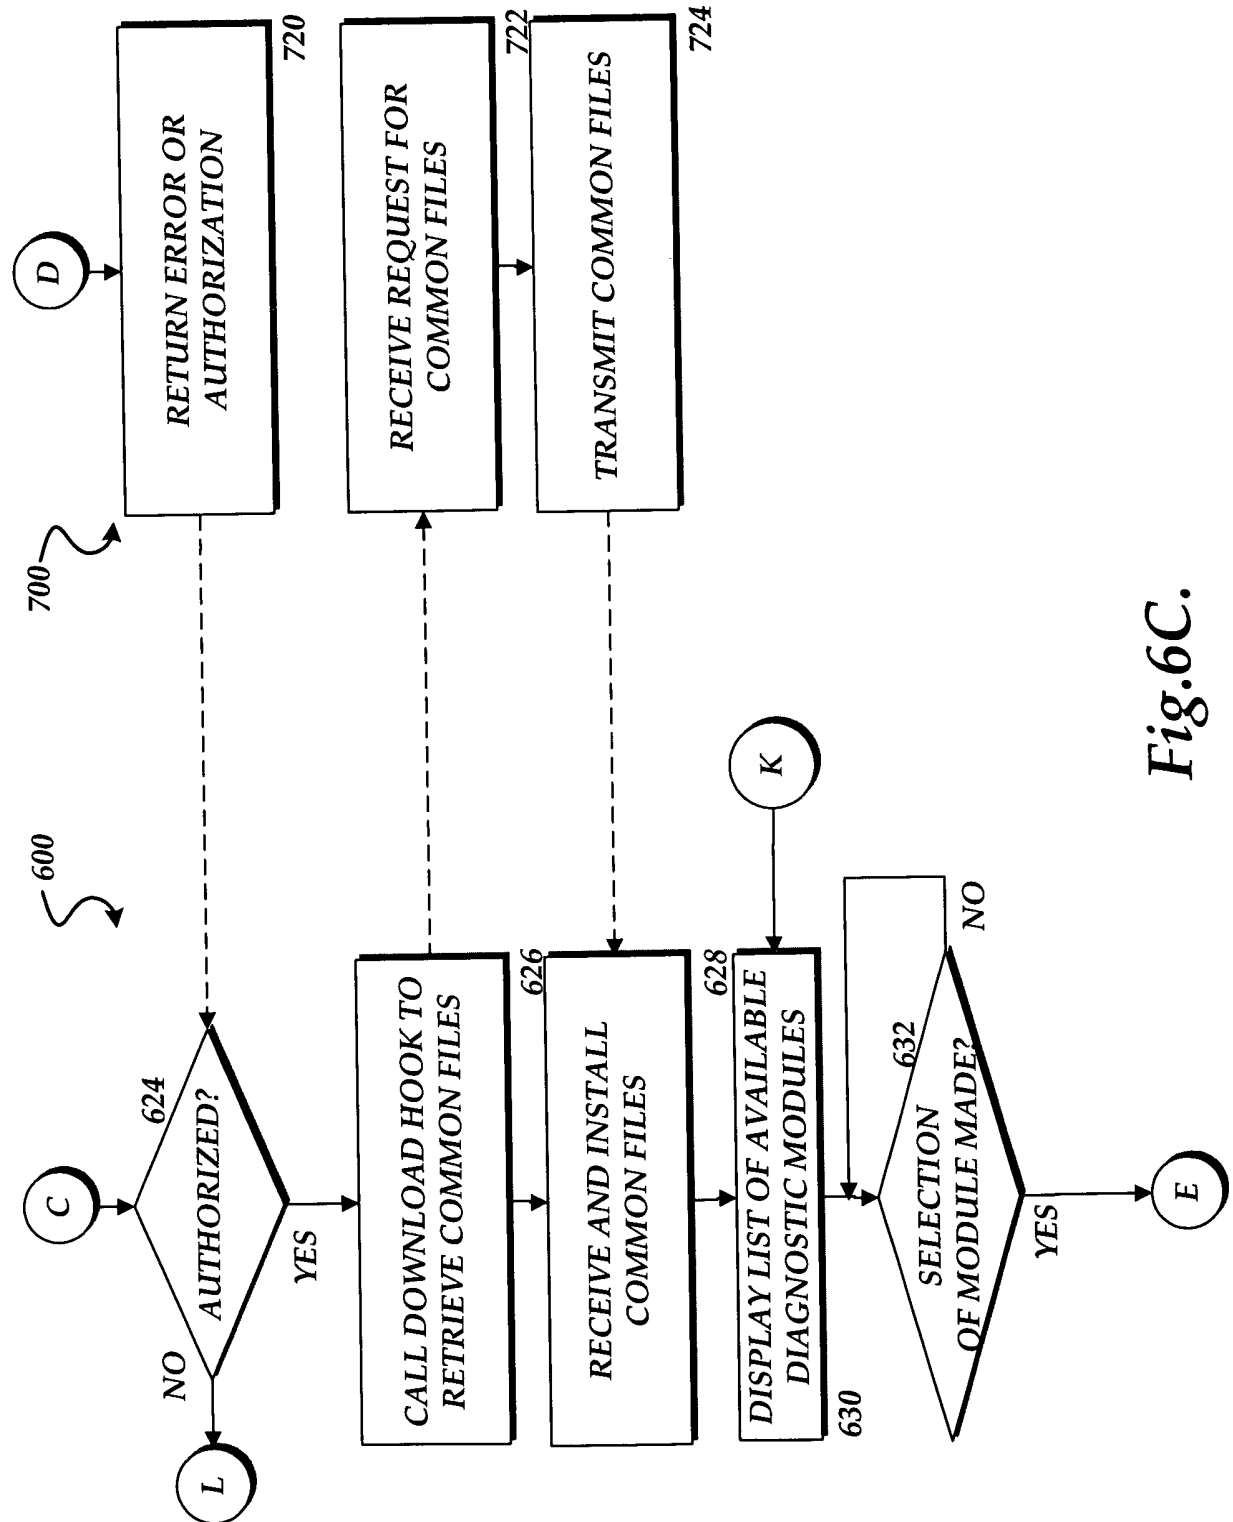 600
700
C
D
624
AUTHORIZED?
NO
L
YES
RETURN ERROR OR
AUTHORIZATION
720
CALL DOWNLOAD HOOK TO
RETRIEVE COMMON FILES
626
RECEIVE REQUEST FOR
COMMON FILES
722
RECEIVE AND INSTALL
COMMON FILES
628
TRANSMIT COMMON FILES
724
DISPLAY LIST OF AVAILABLE
DIAGNOSTIC MODULES
630
K
632
SELECTION
OF MODULE MADE?
NO
YES
E
Fig.6C.